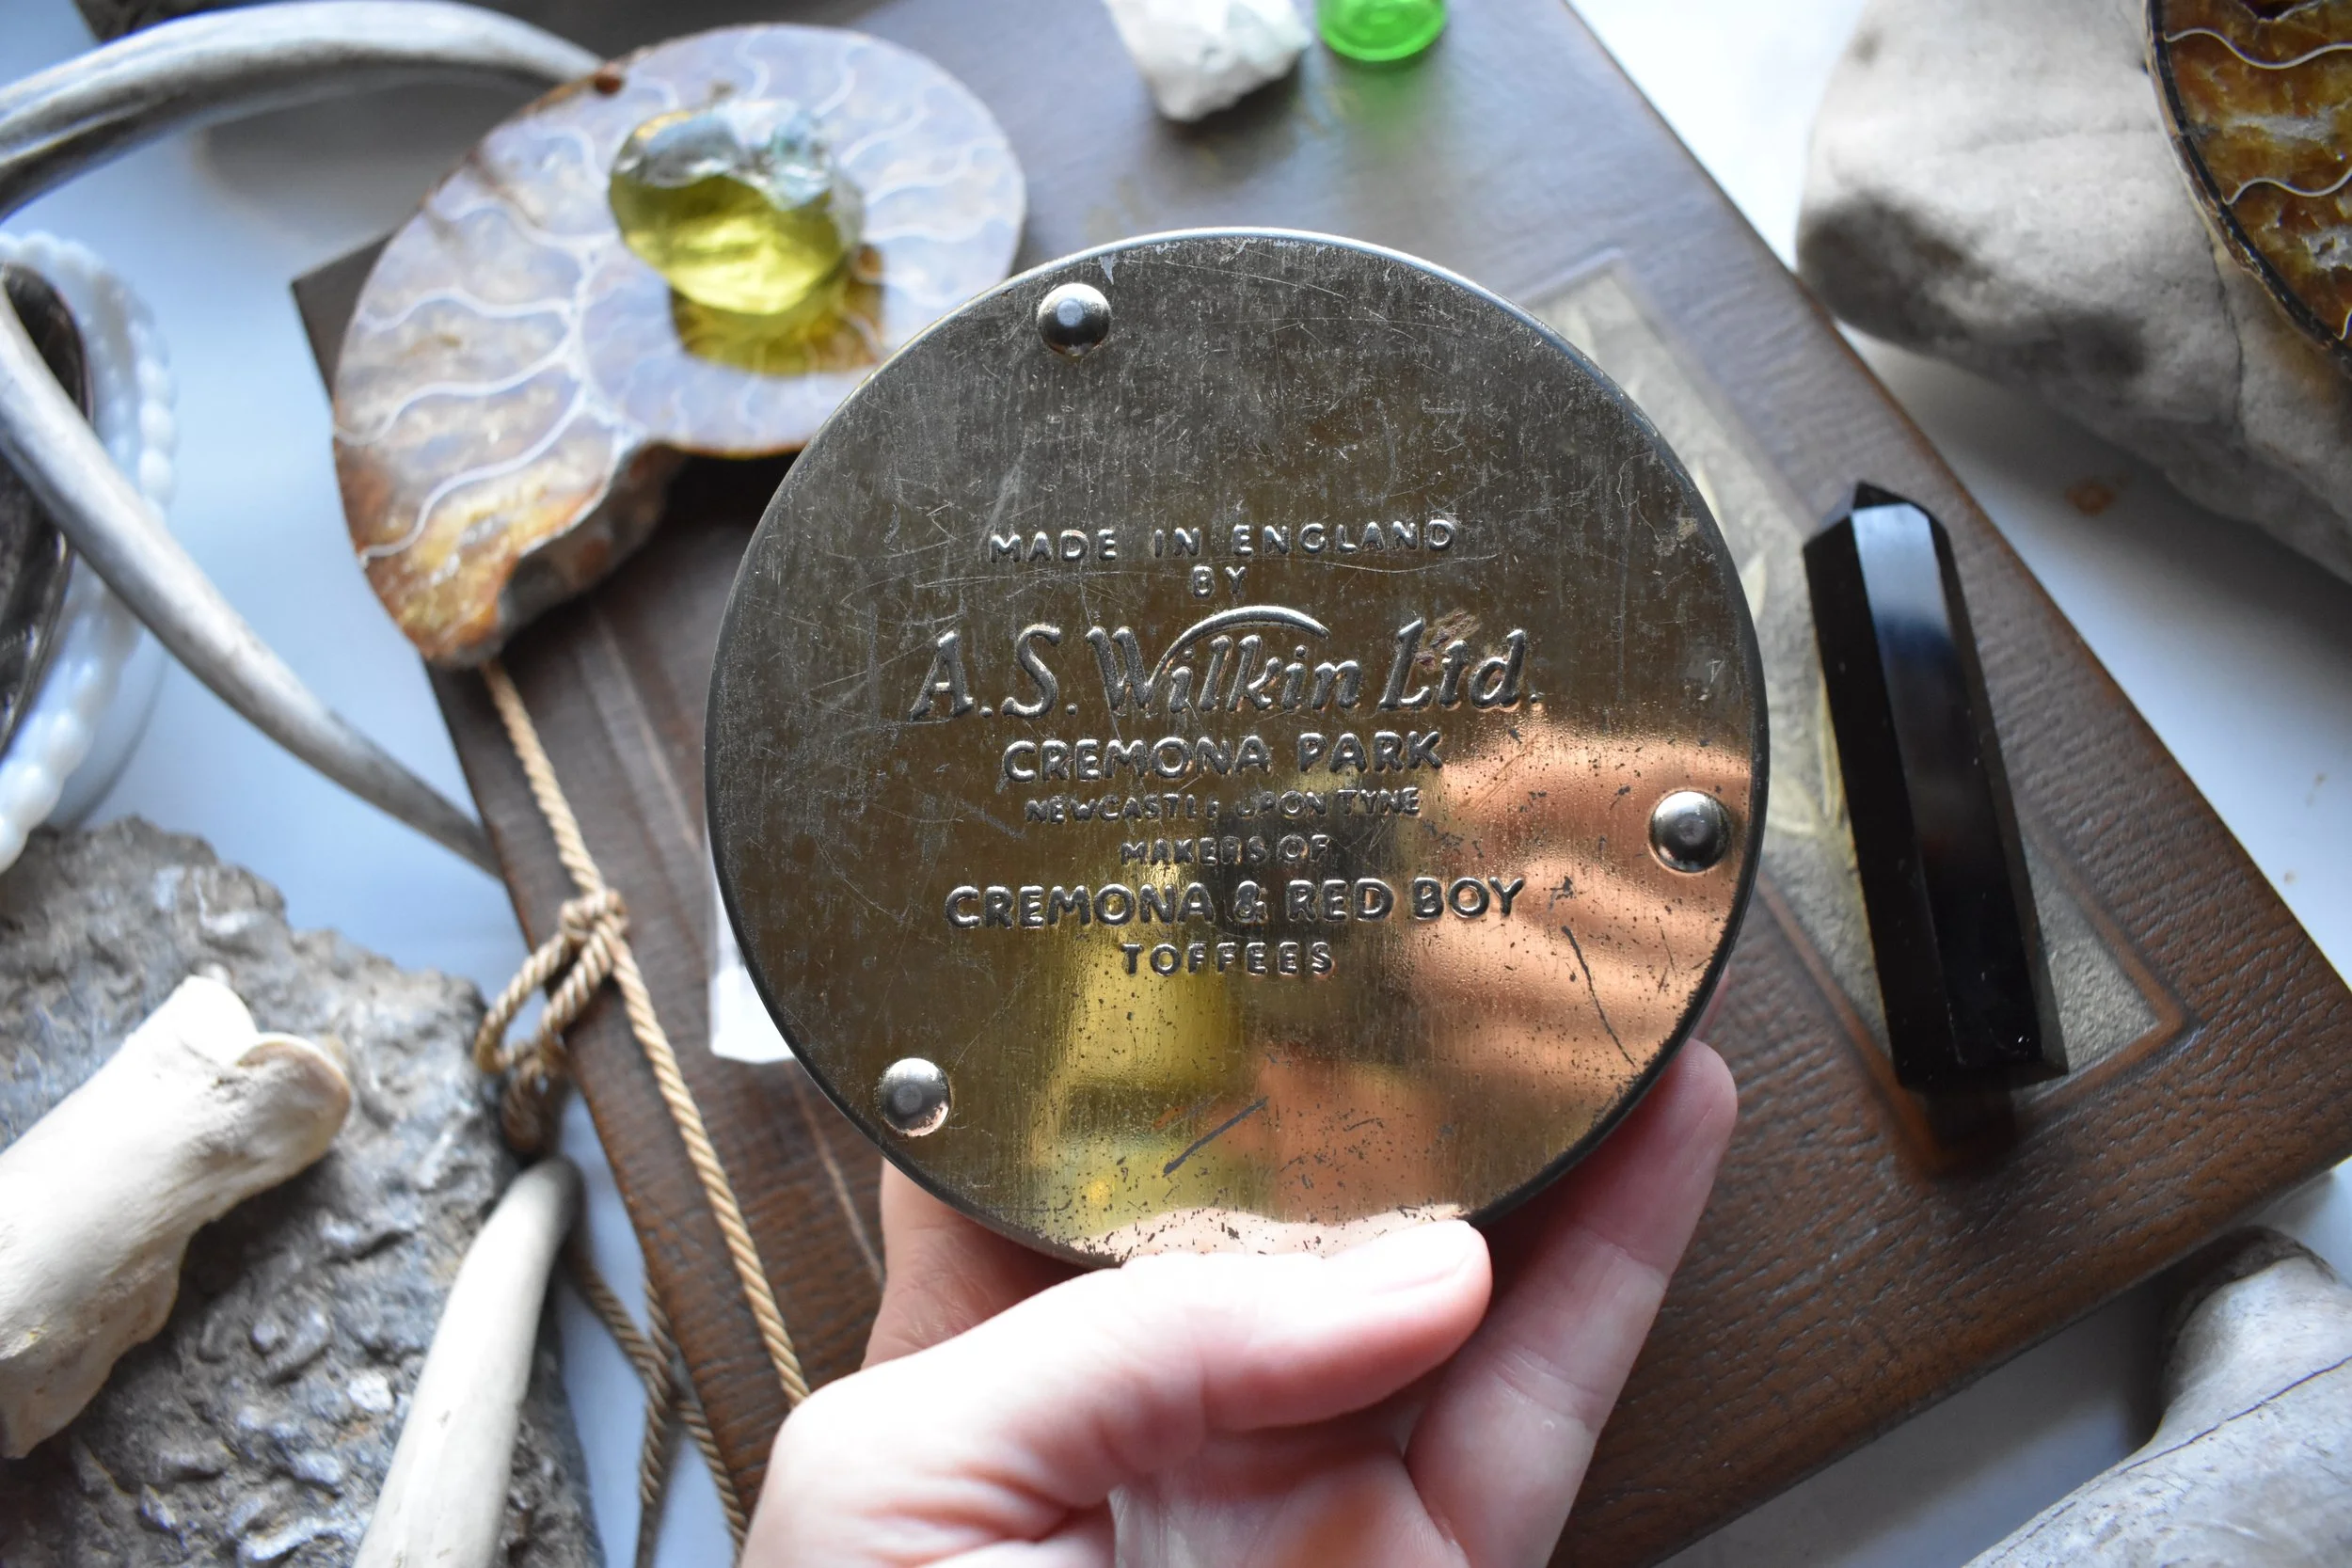 MADE IN ENGLAND
BY
A.S. Wilkin Ltd.
CREMONA PARK
NEWCASTLE UPON TYNE
MAKERS OF
CREMONA & RED BOY
TOFFEES